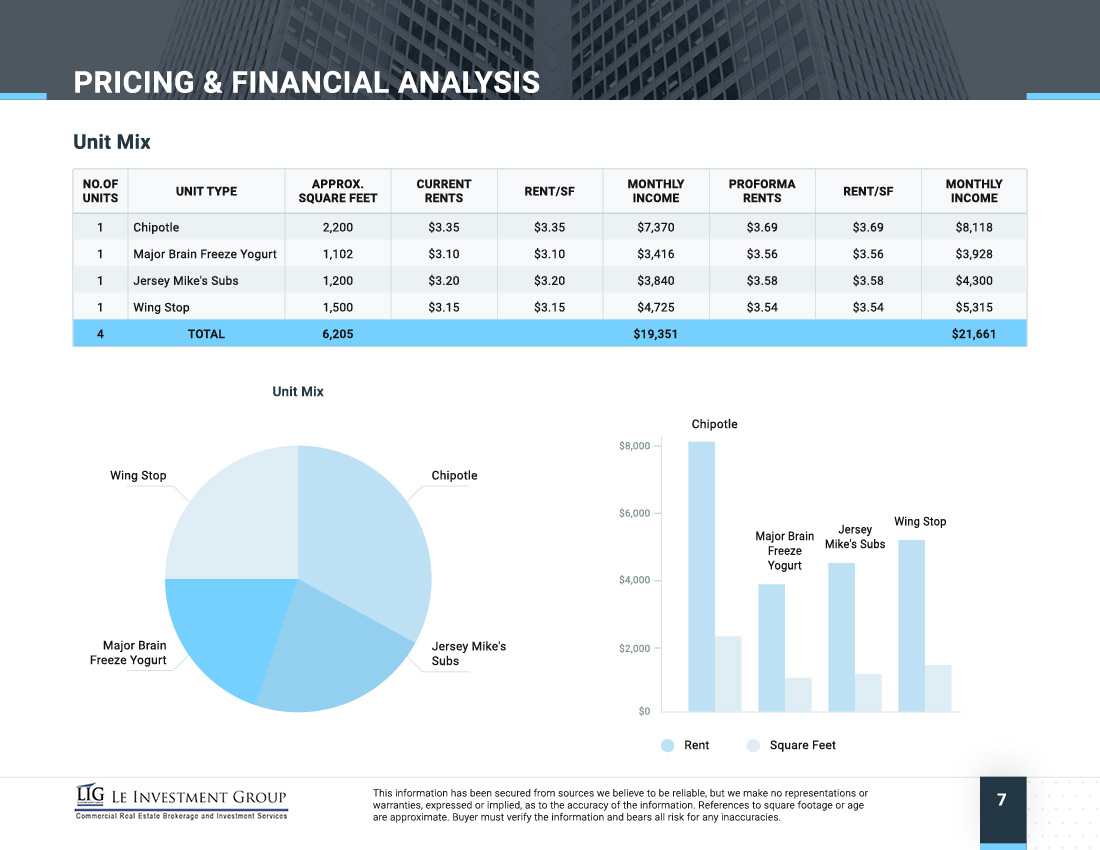 PRICING & FINANCIAL ANALYSIS
Unit Mix
NO.OF UNITS UNIT TYPE APPROX. SQUARE FEET CURRENT RENTS RENT/SF MONTHLY INCOME PROFORMA RENTS RENT/SF MONTHLY INCOME
1 Chipotle 2,200 $3.35 $3.35 $7,370 $3.69 $3.69 $8,118
1 Major Brain Freeze Yogurt 1,102 $3.10 $3.10 $3,416 $3.56 $3.56 $3,928
1 Jersey Mike's Subs 1,200 $3.20 $3.20 $3,840 $3.58 $3.58 $4,300
1 Wing Stop 1,500 $3.15 $3.15 $4,725 $3.54 $3.54 $5,315
4 TOTAL 6,205 $19,351 $21,661
Unit Mix
Wing Stop
Chipotle
Major Brain
Freeze Yogurt
Jersey Mike's
Subs
Chipotle
$8,000
$6,000
$4,000
$2,000
$0
Major Brain
Freeze
Yogurt
Jersey
Mike's Subs
Wing Stop
Rent
Square Feet
LIG LE INVESTMENT GROUP
Commercial Real Estate Brokerage and Investment Services
This information has been secured from sources we believe to be reliable, but we make no representations or
warranties, expressed or implied, as to the accuracy of the information. References to square footage or age
are approximate. Buyer must verify the information and bears all risk for any inaccuracies.
7